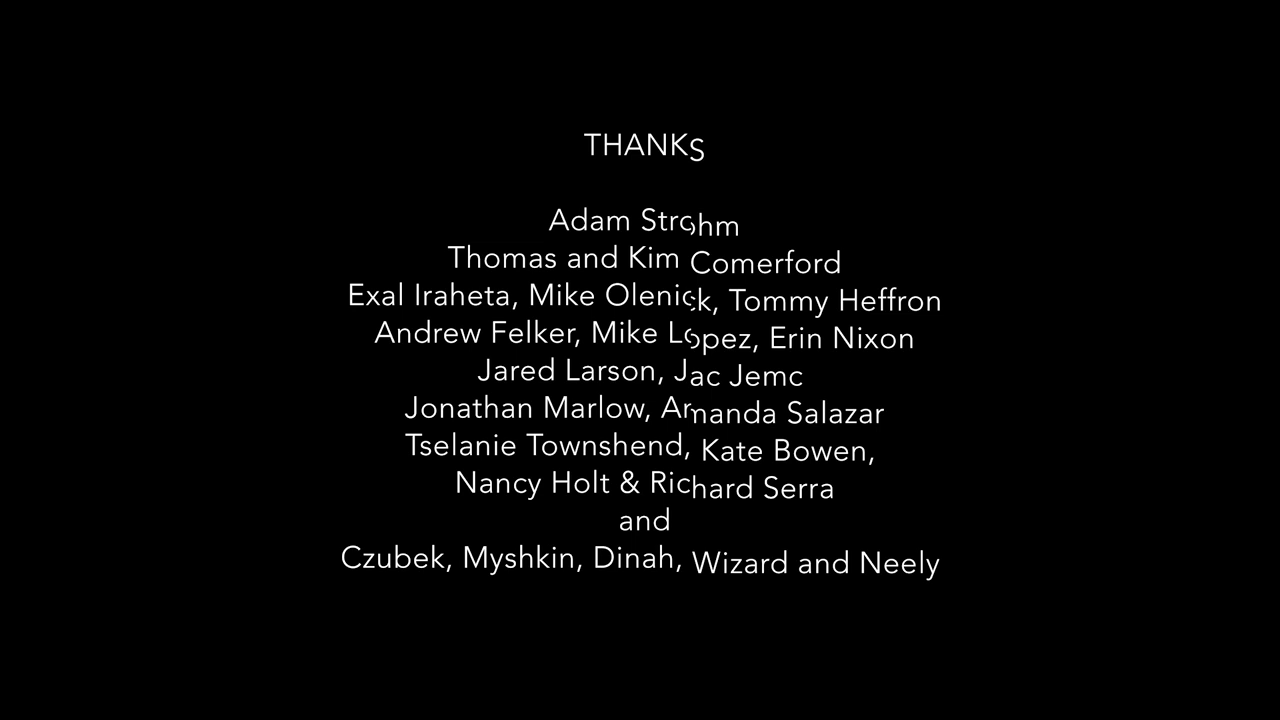 THANKS
Adam Strohm
Thomas and Kim Comerford
Exal Iraheta, Mike Olenick, Tommy Heffron
Andrew Felker, Mike Lopez, Erin Nixon
Jared Larson, Jac Jemc
Jonathan Marlow, Amanda Salazar
Tselanie Townshend, Kate Bowen,
Nancy Holt & Richard Serra
and
Czubek, Myshkin, Dinah, Wizard and Neely